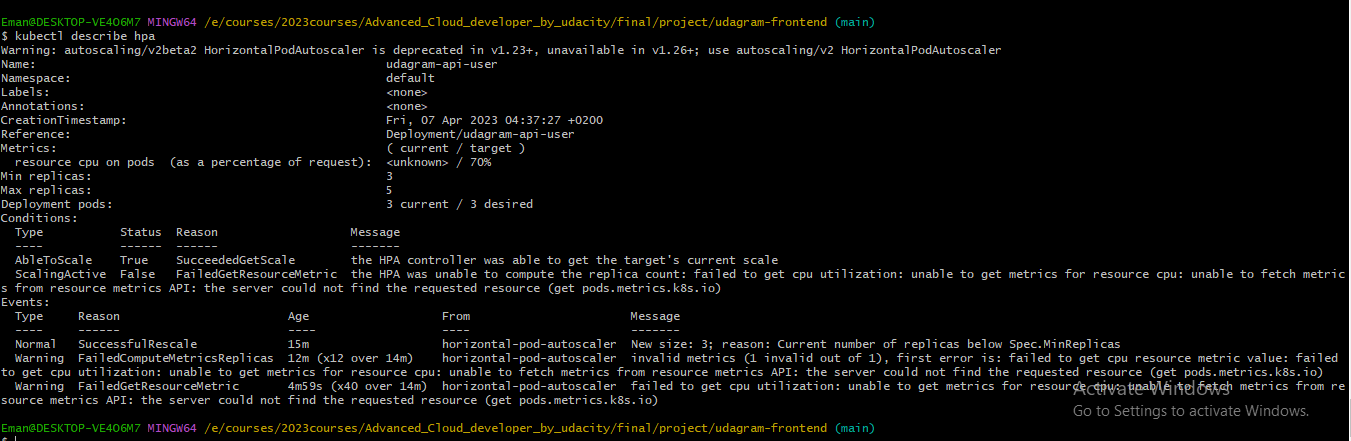 Eman@DESKTOP-VE4O6M7 MINGW64 /e/courses/2023courses/Advanced_Cloud_developer_by_udacity/final/project/udagram-frontend (main)
$ kubectl describe hpa
Warning: autoscaling/v2beta2 HorizontalPodAutoscaler is deprecated in v1.23+, unavailable in v1.26+; use autoscaling/v2 HorizontalPodAutoscaler
Name: udagram-api-user
Namespace: default
Labels: <none>
Annotations: <none>
CreationTimestamp: Fri, 07 Apr 2023 04:37:27 +0200
Reference: Deployment/udagram-api-user
Metrics: ( current / target )
  resource cpu on pods  (as a percentage of request): <unknown> / 70%
Min replicas: 3
Max replicas: 5
Deployment pods: 3 current / 3 desired
Conditions:
  Type            Status  Reason                   Message
  ----            ------  ------                   -------
  AbleToScale     True    SucceededGetScale        the HPA controller was able to get the target's current scale
  ScalingActive   False   FailedGetResourceMetric  the HPA was unable to compute the replica count: failed to get cpu utilization: unable to get metrics for resource cpu: unable to fetch metric
s from resource metrics API: the server could not find the requested resource (get pods.metrics.k8s.io)
Events:
  Type     Reason                        Age                   From                       Message
  ----     ------                        ----                  ----                       -------
  Normal   SuccessfulRescale             15m                   horizontal-pod-autoscaler  New size: 3; reason: Current number of replicas below Spec.MinReplicas
  Warning  FailedComputeMetricsReplicas  12m (x12 over 14m)    horizontal-pod-autoscaler  invalid metrics (1 invalid out of 1), first error is: failed to get cpu resource metric value: failed
to get cpu utilization: unable to get metrics for resource cpu: unable to fetch metrics from resource metrics API: the server could not find the requested resource (get pods.metrics.k8s.io)
  Warning  FailedGetResourceMetric       4m59s (x40 over 14m)  horizontal-pod-autoscaler  failed to get cpu utilization: unable to get metrics for resource cpu: unable to fetch metrics from re
source metrics API: the server could not find the requested resource (get pods.metrics.k8s.io)
Activate Windows
Go to Settings to activate Windows.
Eman@DESKTOP-VE4O6M7 MINGW64 /e/courses/2023courses/Advanced_Cloud_developer_by_udacity/final/project/udagram-frontend (main)
$